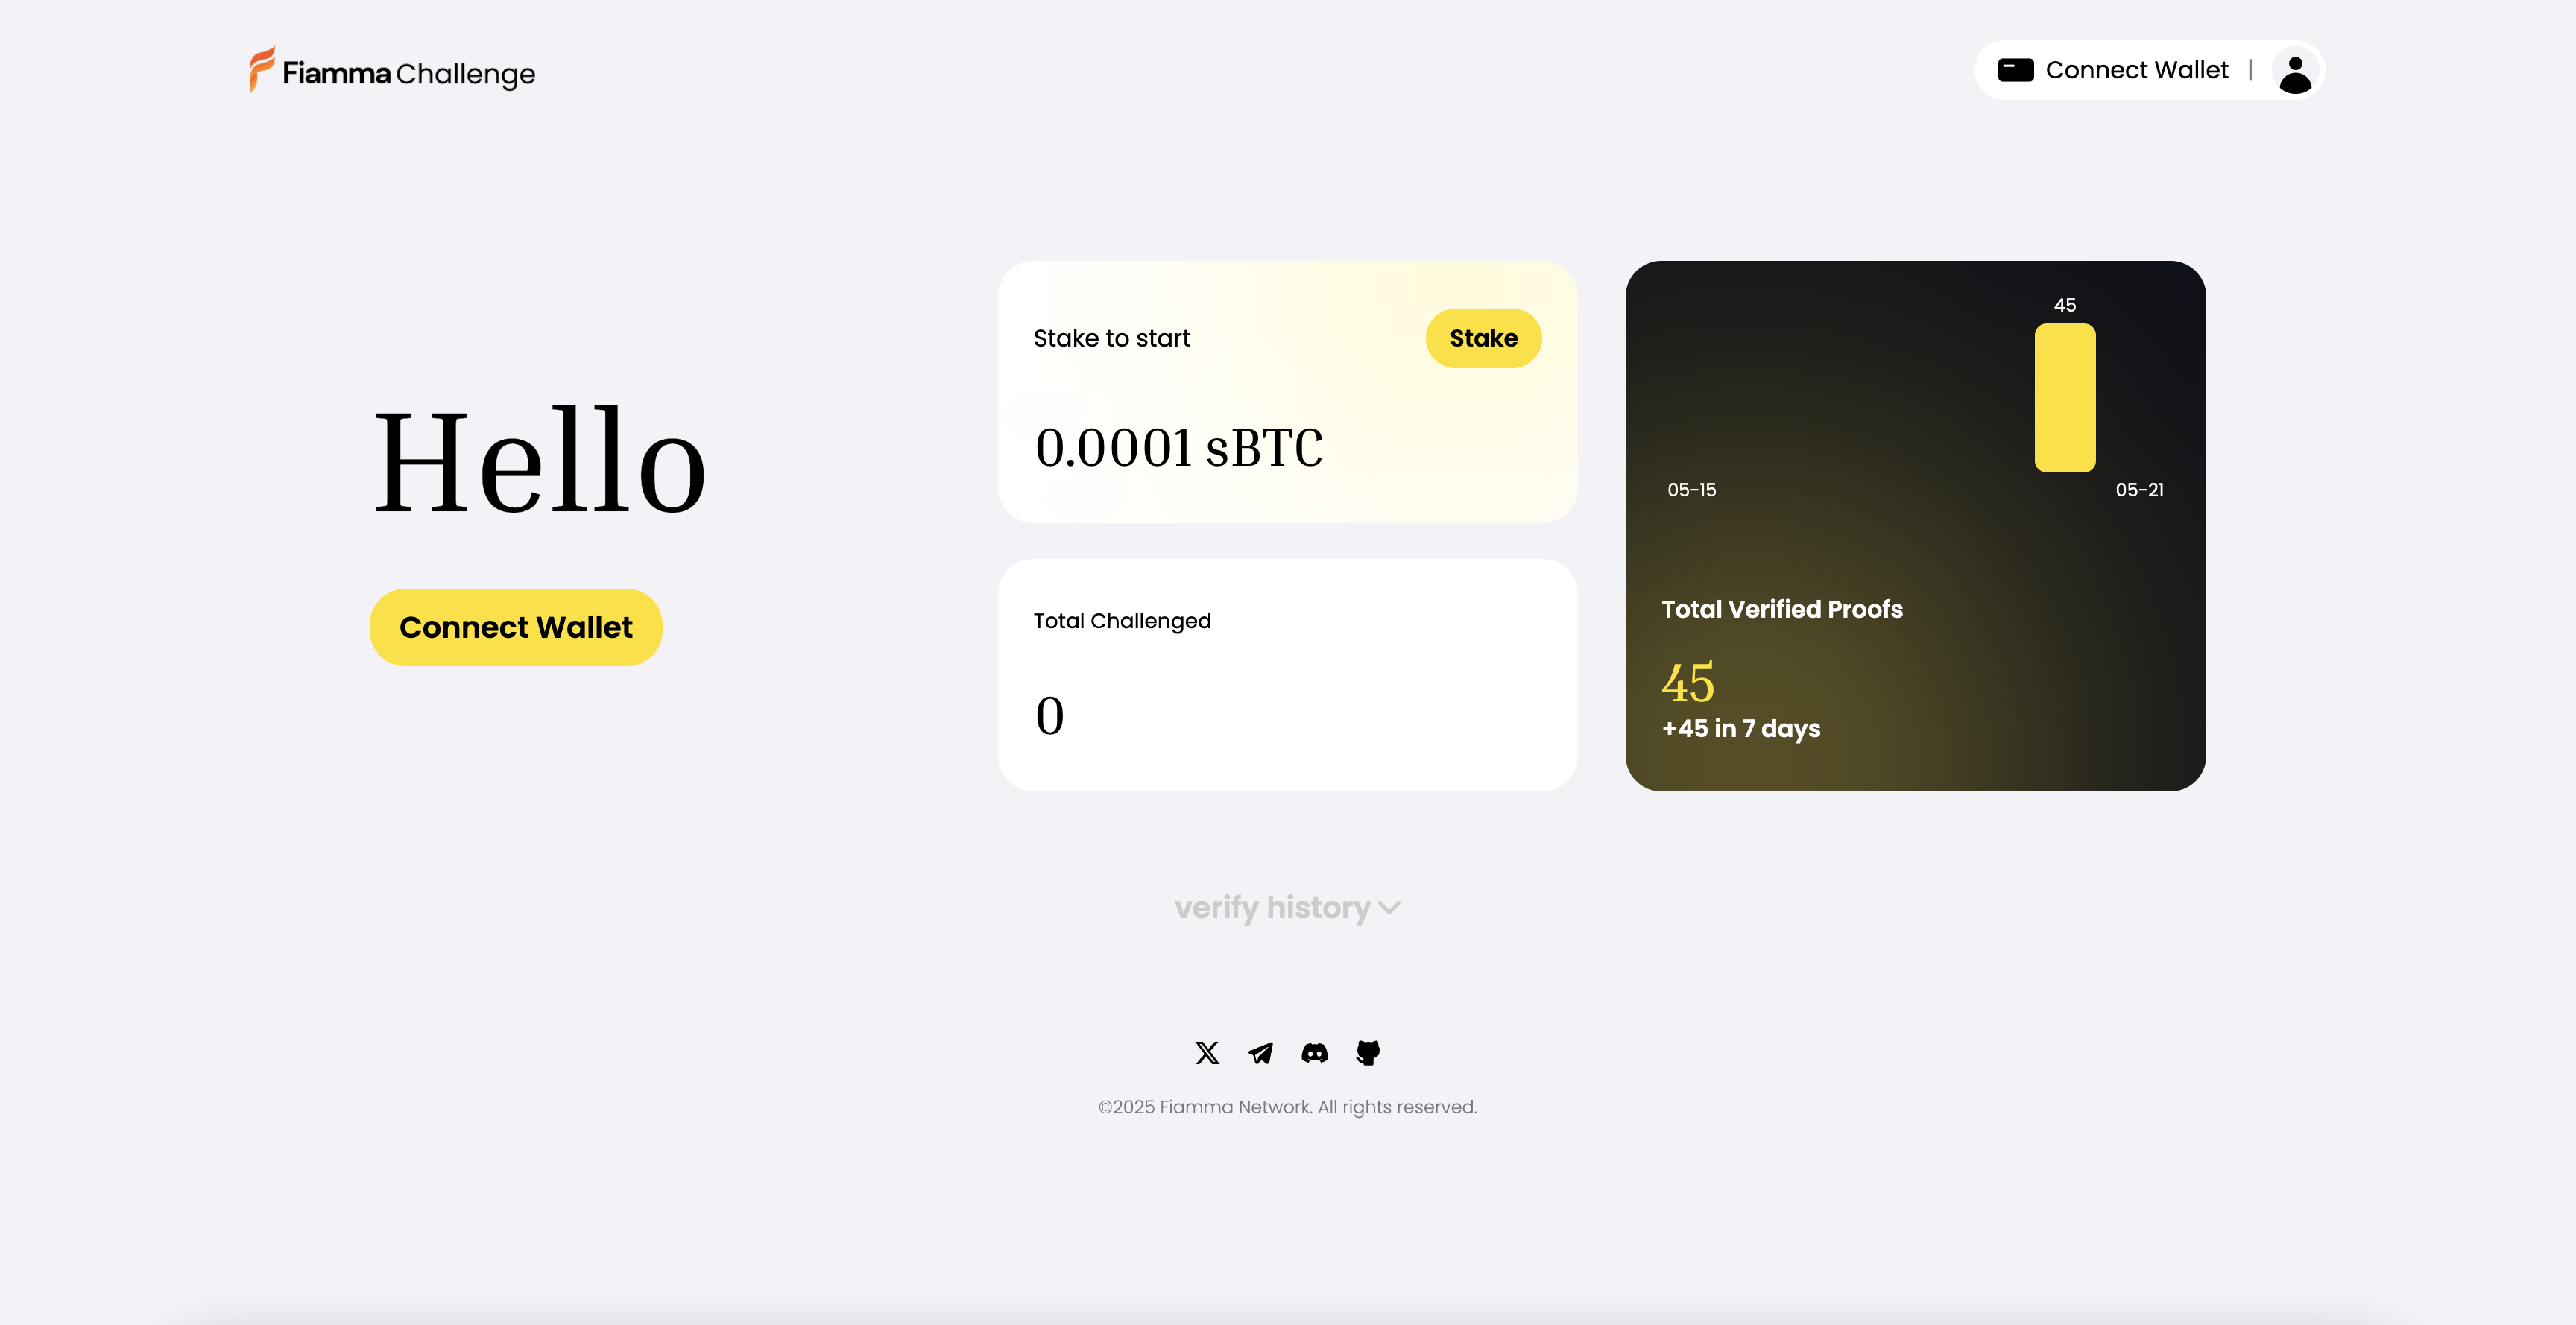 Fiamma Challenge
Connect Wallet |
Hello
Connect Wallet
Stake to start
Stake
0.0001 sBTC
Total Challenged
0
45
05-15
05-21
Total Verified Proofs
45
+45 in 7 days
verify history
©2025 Fiamma Network. All rights reserved.